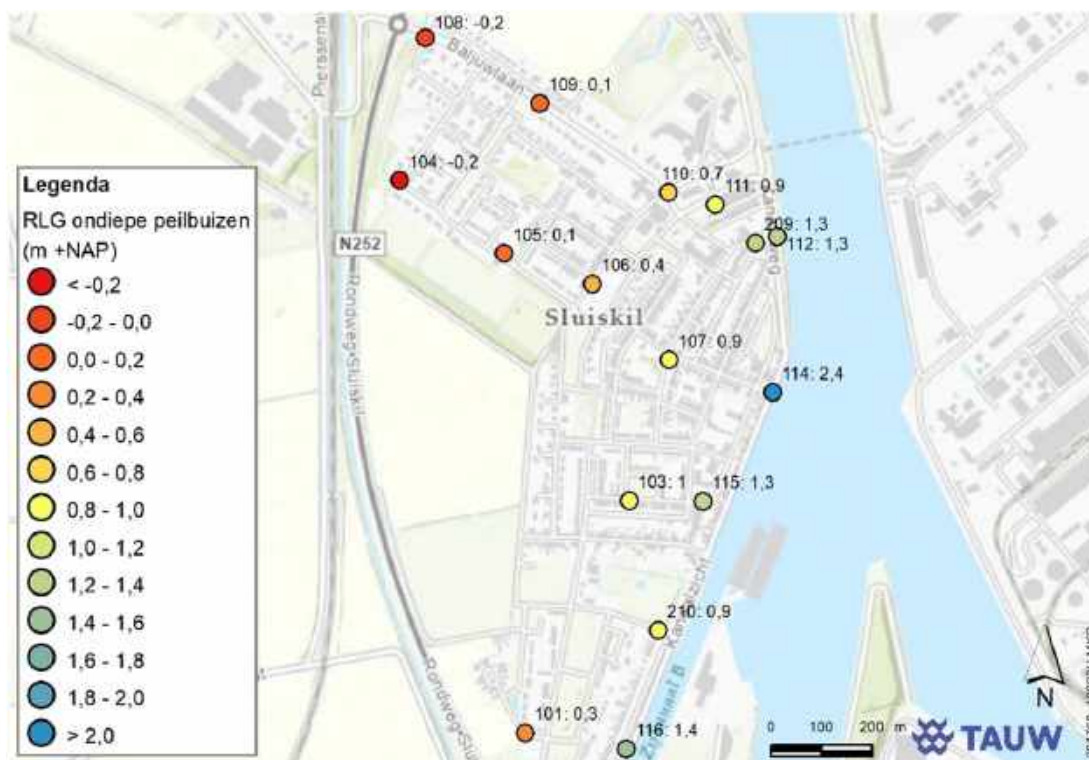 108: -0,2
Baijuwlaan
109: 0,1
104: -0,2
110: 0,7
111: 0,9
209: 1,3
112: 1,3
105: 0,1
106: 0,4
N252
Sluiskil
Rondweg-Sluiskil
107: 0,9
114: 2,4
103: 1
115: 1,3
Kanaalzicht
210: 0,9
101: 0,3
116: 1,4
Legenda
RLG ondiepe peilbuizen
(m +NAP)
< -0,2
-0,2 - 0,0
0,0 - 0,2
0,2 - 0,4
0,4 - 0,6
0,6 - 0,8
0,8 - 1,0
1,0 - 1,2
1,2 - 1,4
1,4 - 1,6
1,6 - 1,8
1,8 - 2,0
> 2,0
0 100 200 m
N
TAUW